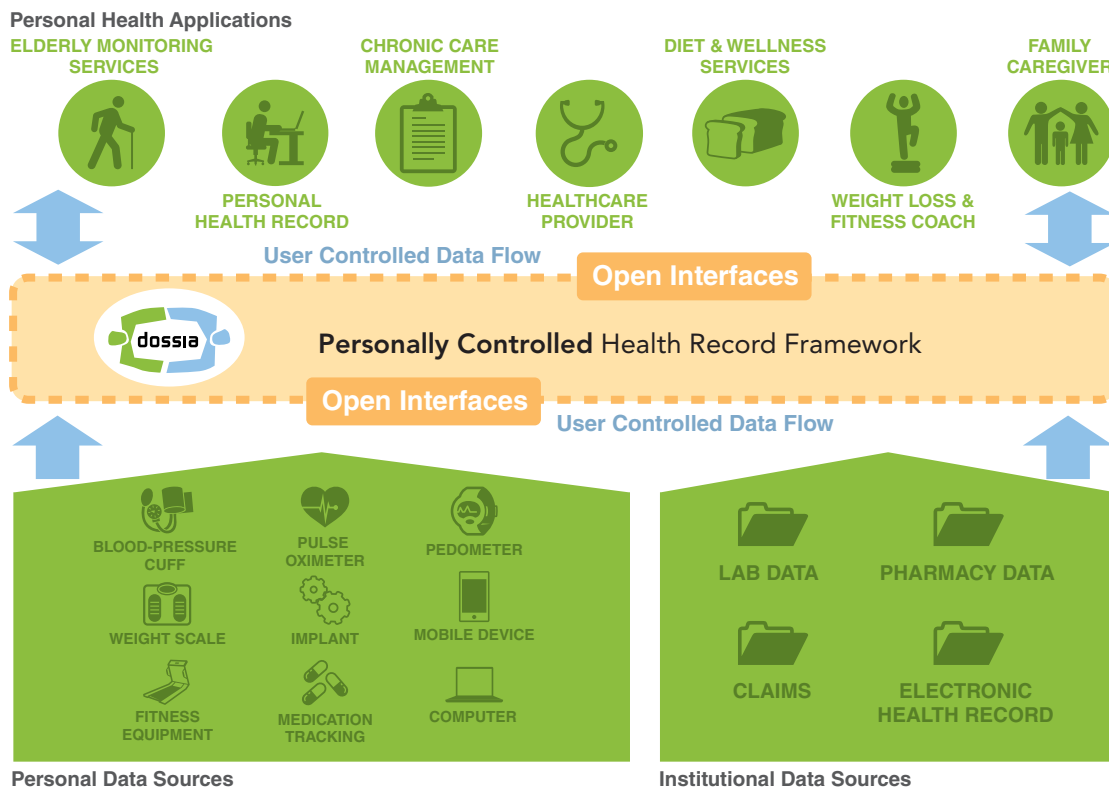 Personal Health Applications
ELDERLY MONITORING
SERVICES
CHRONIC CARE
MANAGEMENT
DIET & WELLNESS
SERVICES
FAMILY
CAREGIVER
PERSONAL
HEALTH RECORD
HEALTHCARE
PROVIDER
WEIGHT LOSS &
FITNESS COACH
User Controlled Data Flow
Open Interfaces
dossia
Personally Controlled Health Record Framework
Open Interfaces
User Controlled Data Flow
BLOOD-PRESSURE
CUFF
PULSE
OXIMETER
PEDOMETER
WEIGHT SCALE
IMPLANT
MOBILE DEVICE
FITNESS
EQUIPMENT
MEDICATION
TRACKING
COMPUTER
LAB DATA
PHARMACY DATA
CLAIMS
ELECTRONIC
HEALTH RECORD
Personal Data Sources
Institutional Data Sources